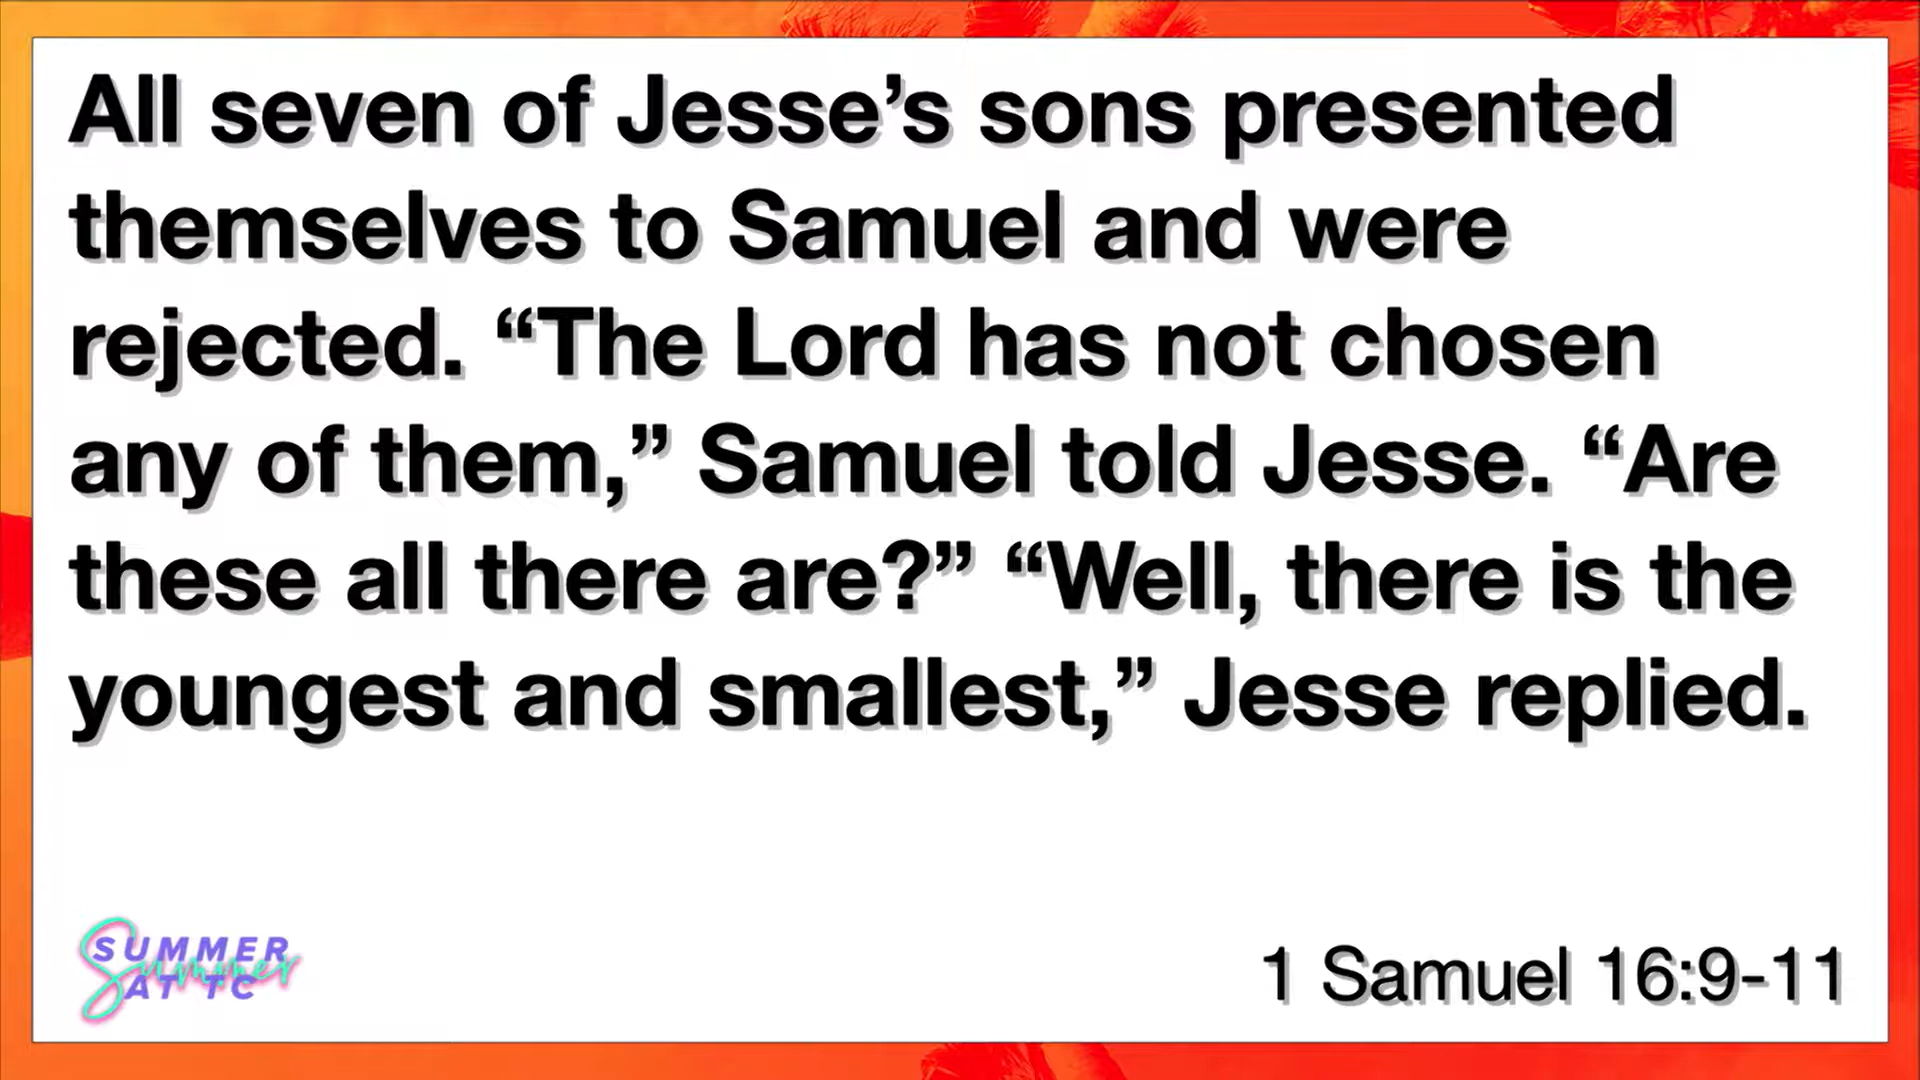 All seven of Jesse’s sons presented
themselves to Samuel and were
rejected. “The Lord has not chosen
any of them,” Samuel told Jesse. “Are
these all there are?” “Well, there is the
youngest and smallest,” Jesse replied.
SUMMER
Summer
AT TC
1 Samuel 16:9-11